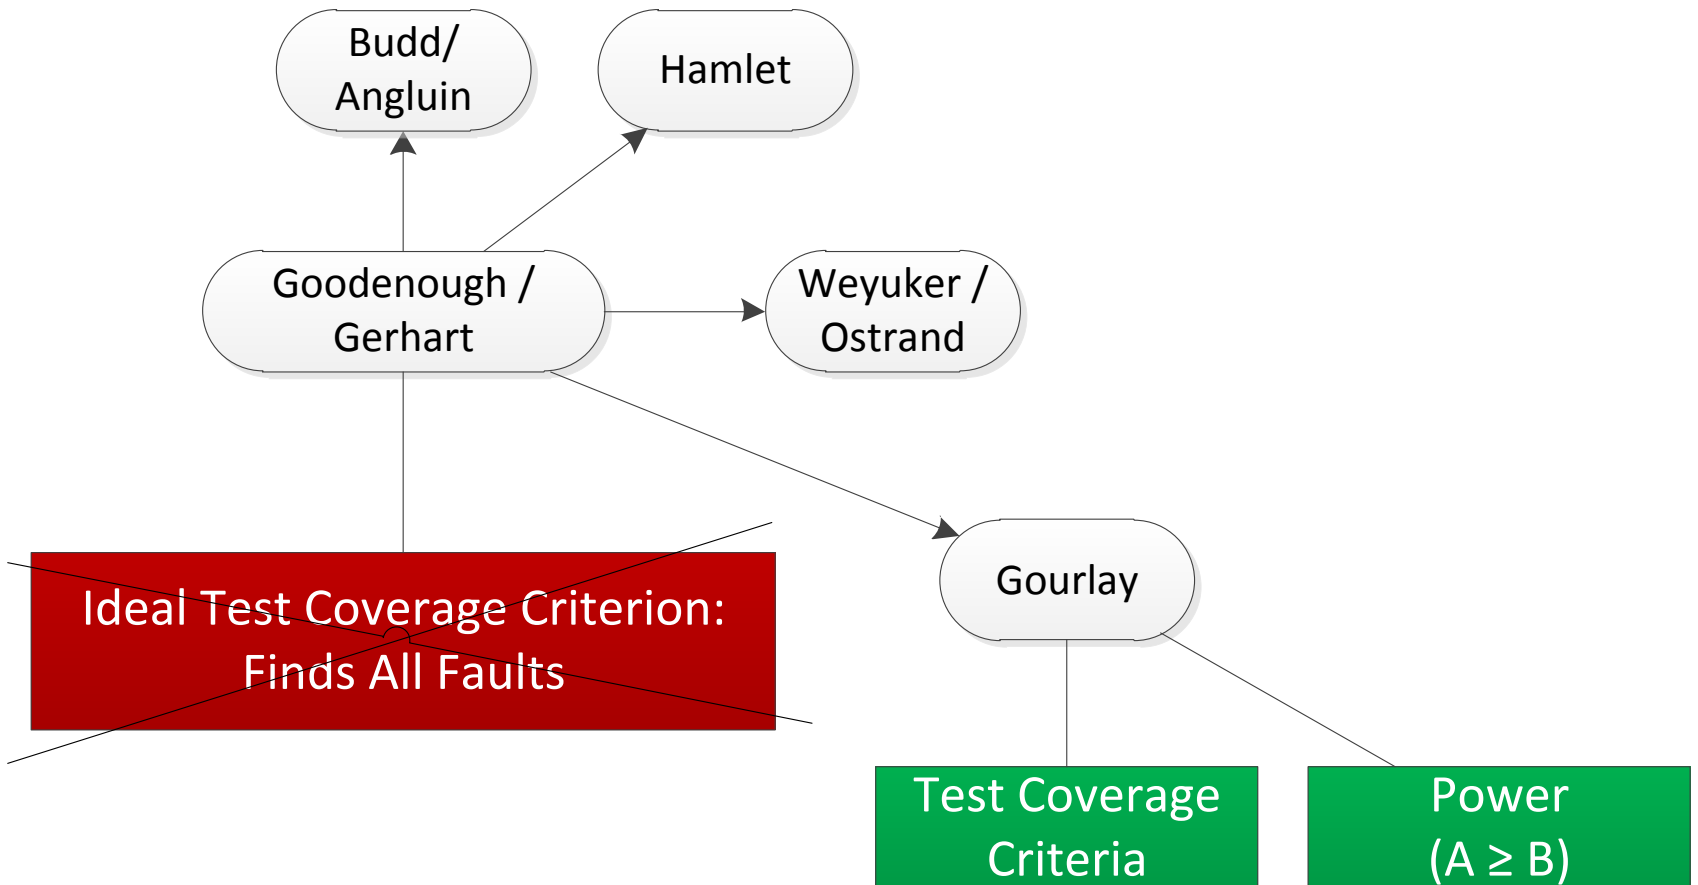 Budd/
Angluin
Hamlet
Goodenough /
Gerhart
Weyuker /
Ostrand
Ideal Test Coverage Criterion:
Finds All Faults
Gourlay
Test Coverage
Criteria
Power
(A ≥ B)